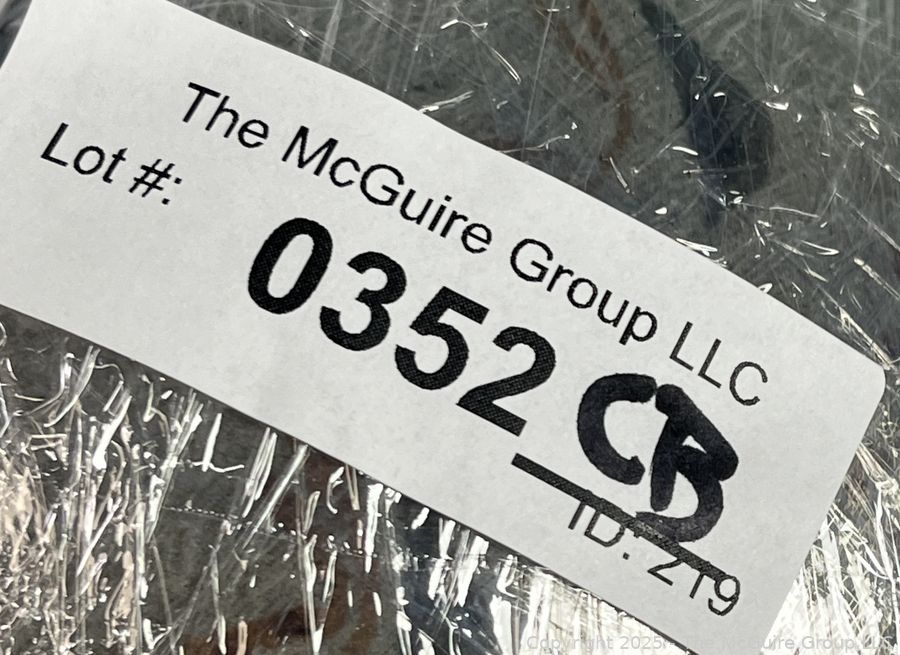 The McGuire Group LLC
Lot #:
0352 CB
ID: 219
Copyright 2025 - The McGuire Group LLC